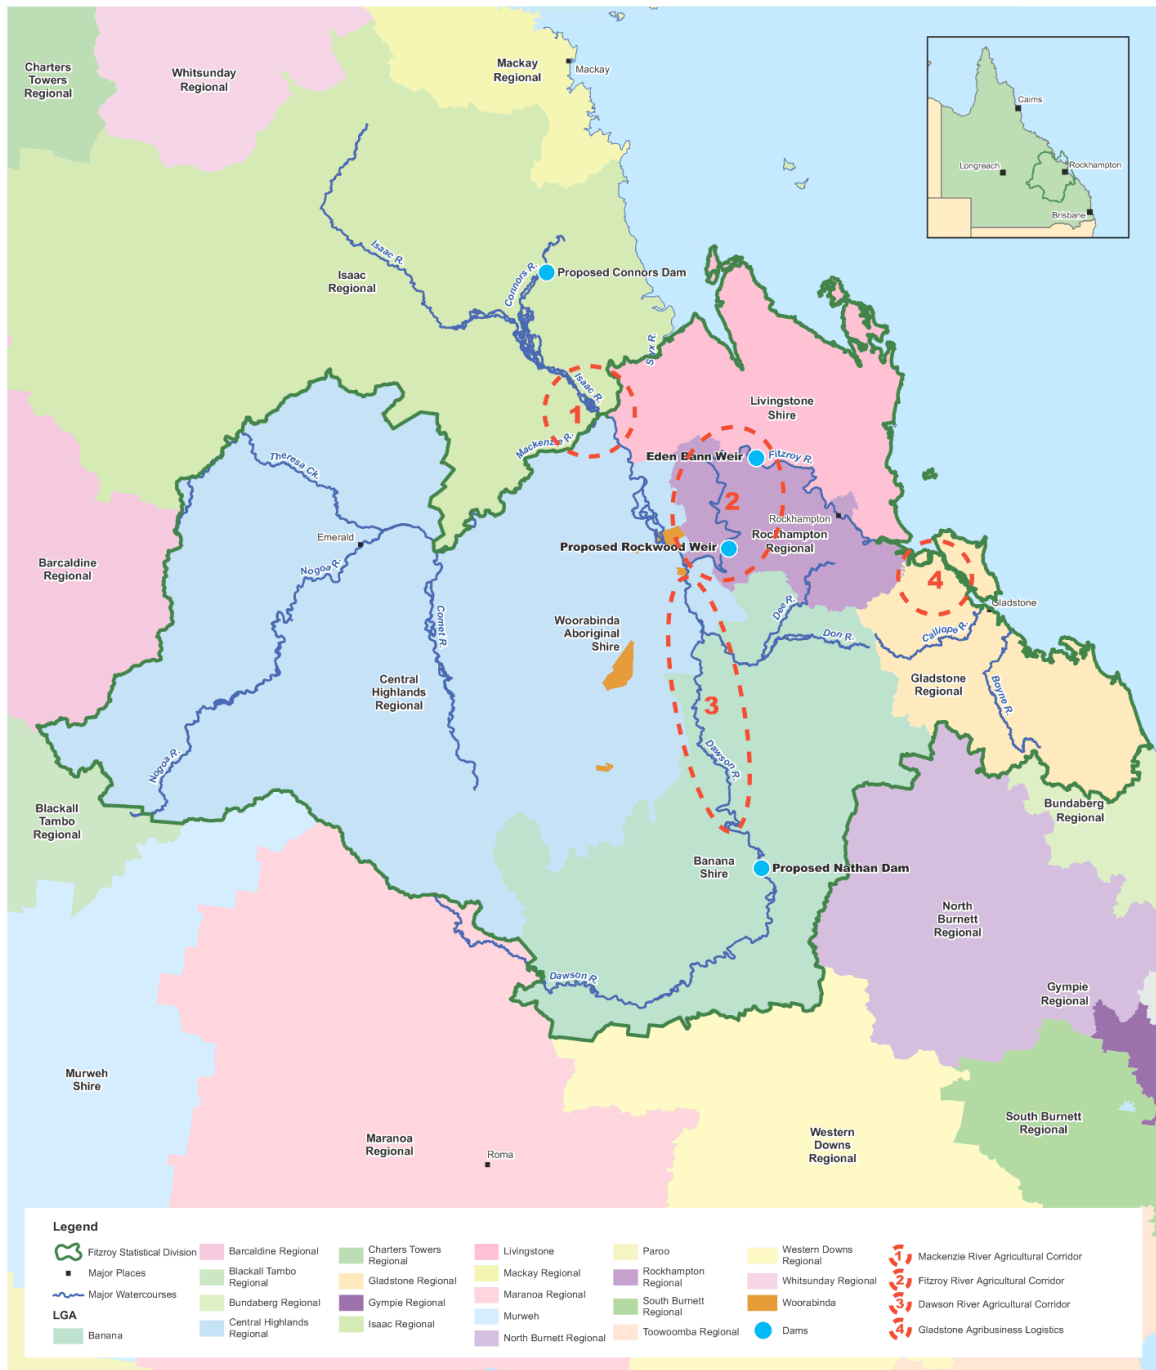 Charters
Towers
Regional
Whitsunday
Regional
Mackay
Regional
Mackay
Cairns
Longreach
Rockhampton
Brisbane
Isaac R.
Isaac
Regional
Connors R.
Proposed Connors Dam
Styx R.
Isaac R.
1
Mackenzie R.
Livingstone
Shire
Theresa Ck.
Eden Bann Weir
Fitzroy R.
2
Rockhampton
Rockhampton
Regional
Emerald
Nogoa R.
Proposed Rockwood Weir
Barcaldine
Regional
4
Gladstone
Comet R.
Woorabinda
Aboriginal
Shire
Dee R.
Don R.
Calliope R.
Central
Highlands
Regional
Gladstone
Regional
Boyne R.
3
Nogoa R.
Dawson R.
Blackall
Tambo
Regional
Bundaberg
Regional
Banana
Shire
Proposed Nathan Dam
North
Burnett
Regional
Dawson R.
Gympie
Regional
Murweh
Shire
South Burnett
Regional
Maranoa
Regional
Roma
Western
Downs
Regional
Legend
Fitzroy Statistical Division
Major Places
Major Watercourses
LGA
Banana
Barcaldine Regional
Blackall Tambo
Regional
Bundaberg Regional
Central Highlands
Regional
Charters Towers
Regional
Gladstone Regional
Gympie Regional
Isaac Regional
Livingstone
Mackay Regional
Maranoa Regional
Murweh
North Burnett Regional
Paroo
Rockhampton
Regional
South Burnett
Regional
Toowoomba Regional
Western Downs
Regional
Whitsunday Regional
Woorabinda
Dams
1 Mackenzie River Agricultural Corridor
2 Fitzroy River Agricultural Corridor
3 Dawson River Agricultural Corridor
4 Gladstone Agribusiness Logistics